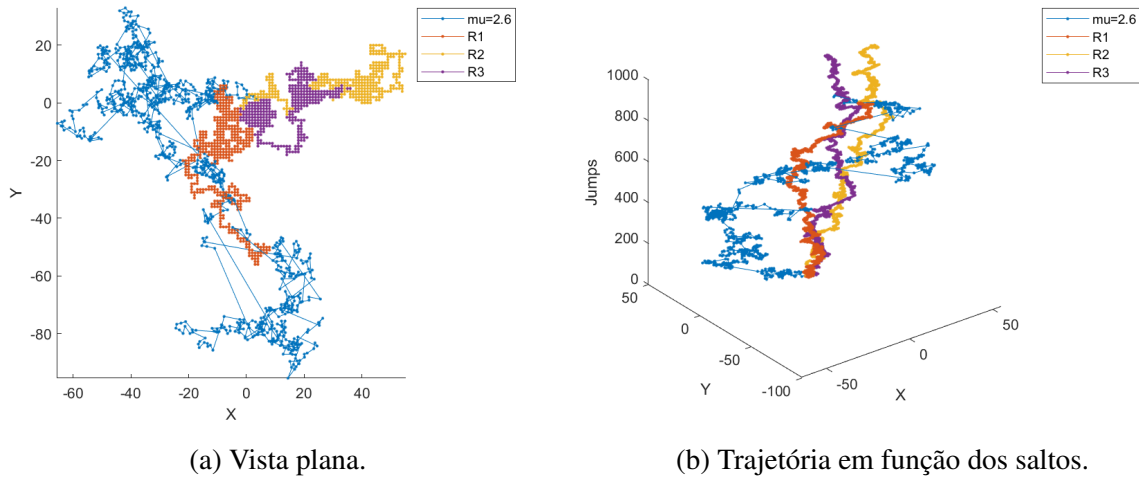 mu=2.6
R1
R2
R3
20
0
-20
-40
-60
-80
Y
-60 -40 -20 0 20 40
X
(a) Vista plana.
mu=2.6
R1
R2
R3
1000
800
600
400
200
0
Jumps
50
0
-50
-100
Y
-50
0
50
X
(b) Trajetória em função dos saltos.